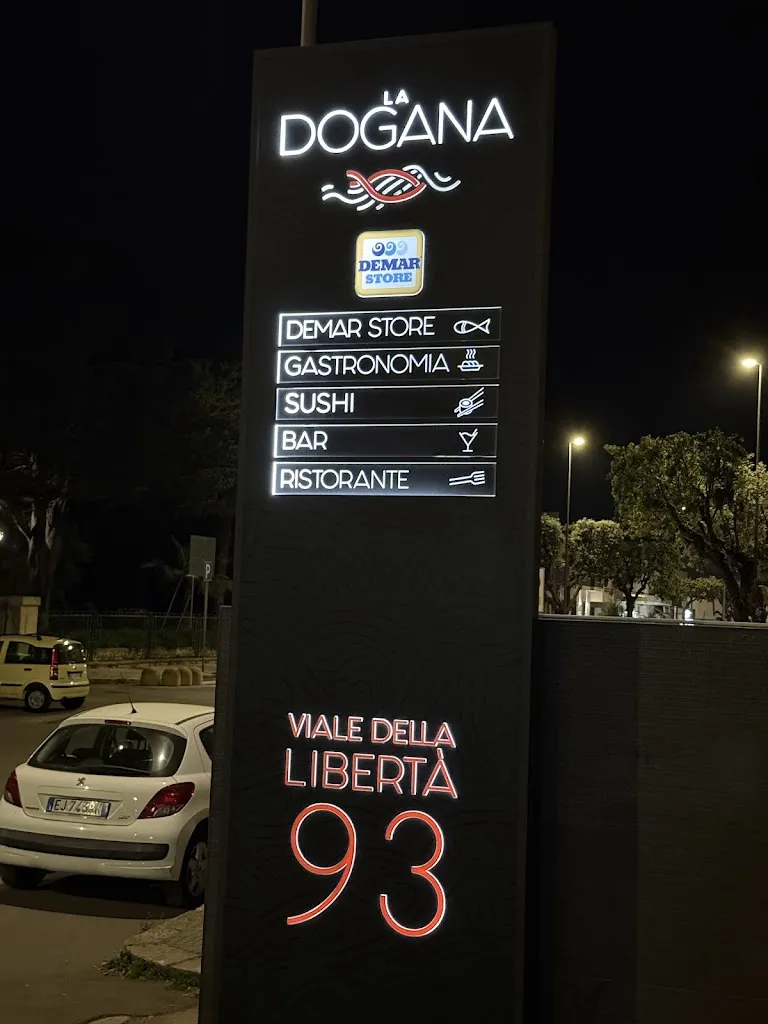 LA
DOGANA
DEMAR
STORE
DEMAR STORE
GASTRONOMIA
SUSHI
BAR
RISTORANTE
P
VIALE DELLA
LIBERTÀ
93